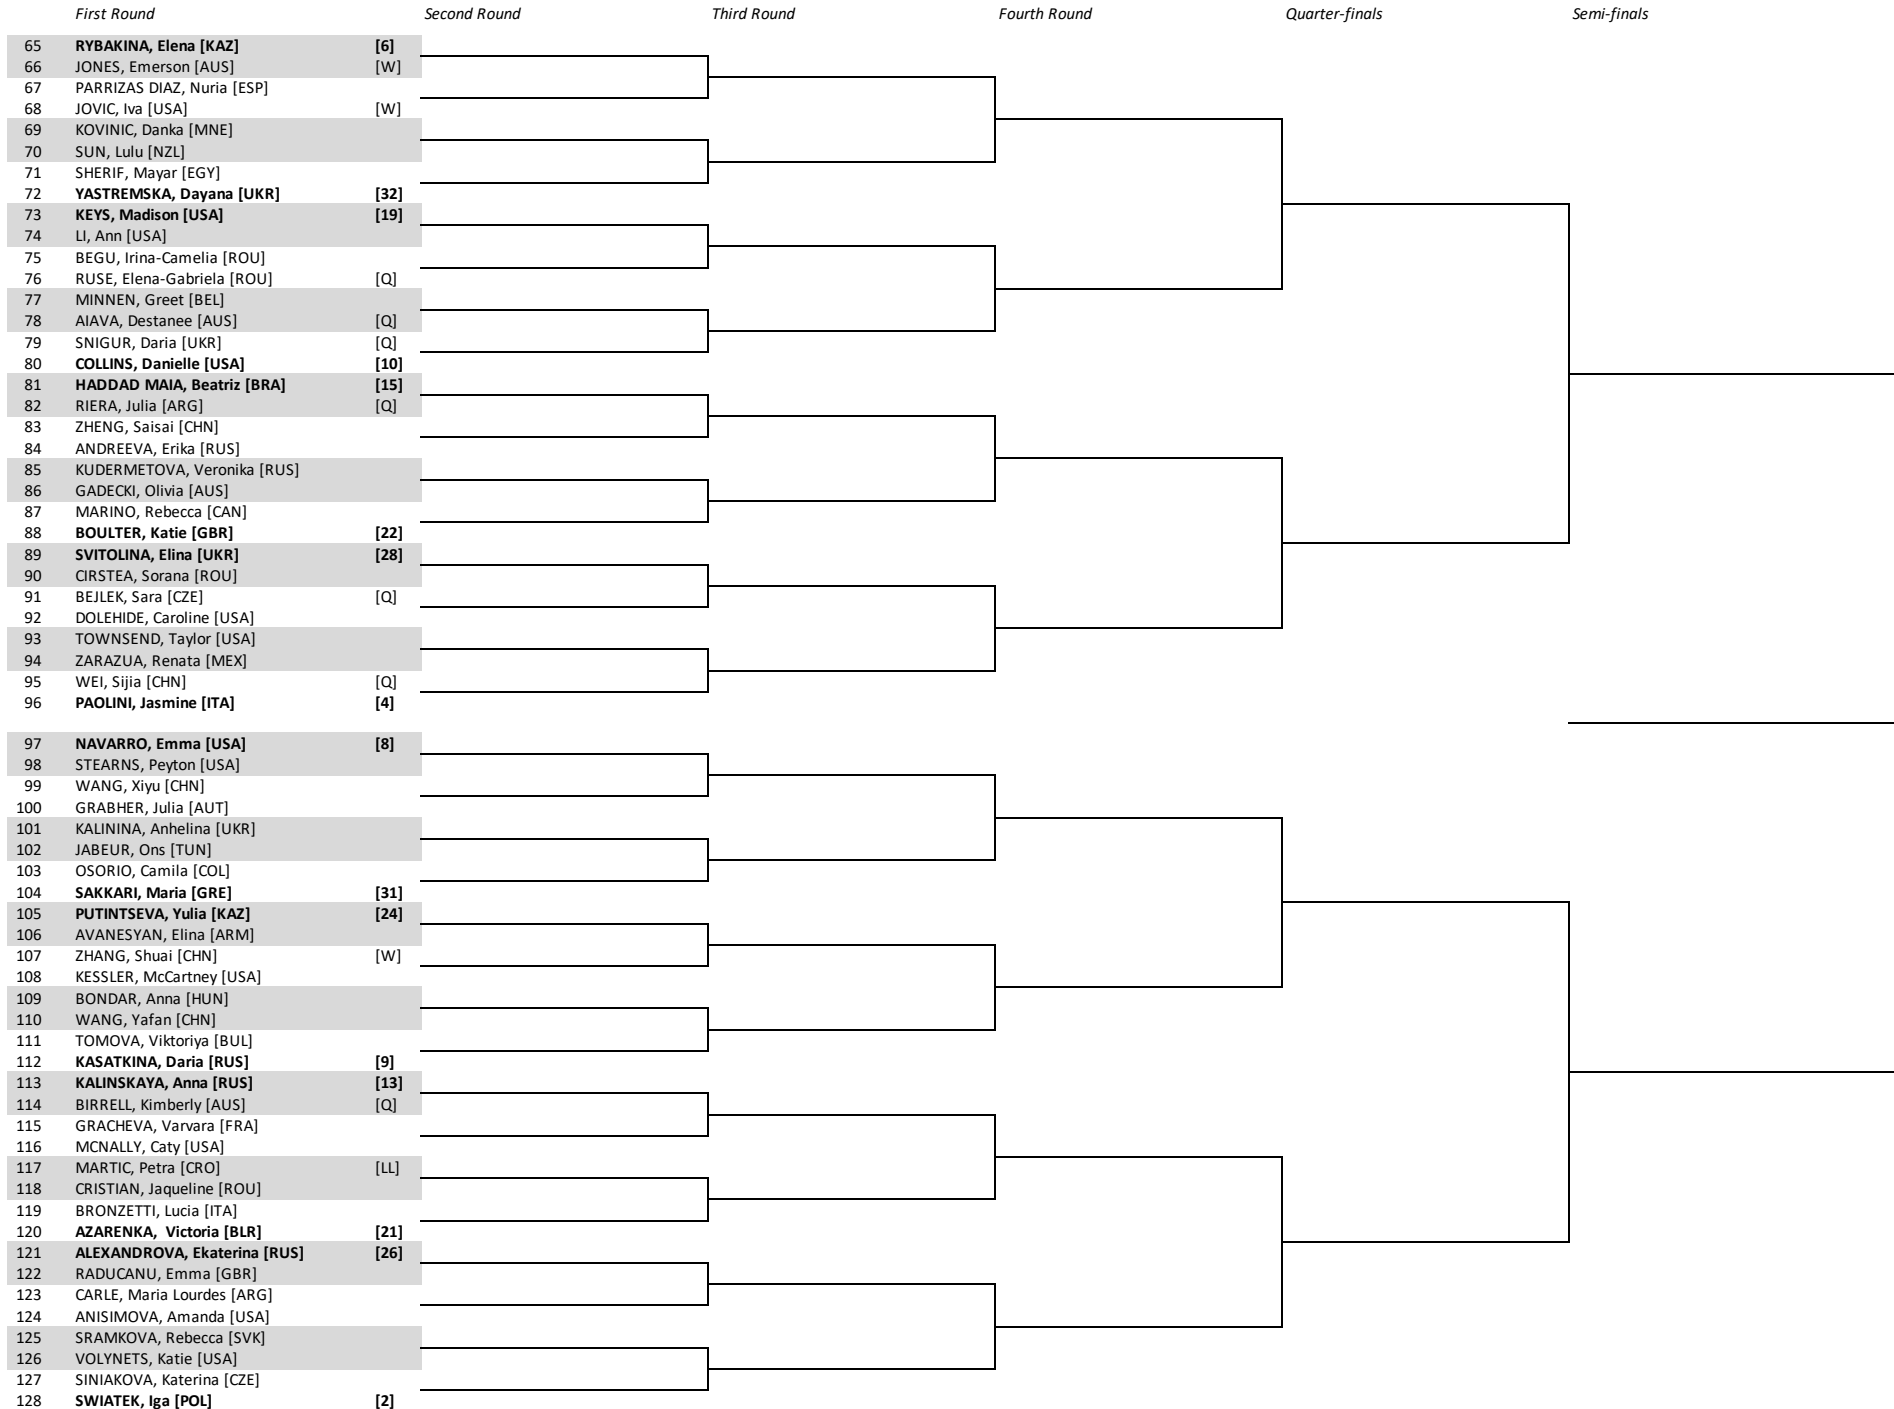 First Round Second Round Third Round Fourth Round Quarter-finals Semi-finals
65 RYBAKINA, Elena [KAZ] [6]
66 JONES, Emerson [AUS] [W]
67 PARRIZAS DIAZ, Nuria [ESP]
68 JOVIC, Iva [USA] [W]
69 KOVINIC, Danka [MNE]
70 SUN, Lulu [NZL]
71 SHERIF, Mayar [EGY]
72 YASTREMSKA, Dayana [UKR] [32]
73 KEYS, Madison [USA] [19]
74 LI, Ann [USA]
75 BEGU, Irina-Camelia [ROU]
76 RUSE, Elena-Gabriela [ROU] [Q]
77 MINNEN, Greet [BEL]
78 AIAVA, Destanee [AUS] [Q]
79 SNIGUR, Daria [UKR] [Q]
80 COLLINS, Danielle [USA] [10]
81 HADDAD MAIA, Beatriz [BRA] [15]
82 RIERA, Julia [ARG] [Q]
83 ZHENG, Saisai [CHN]
84 ANDREEVA, Erika [RUS]
85 KUDERMETOVA, Veronika [RUS]
86 GADECKI, Olivia [AUS]
87 MARINO, Rebecca [CAN]
88 BOULTER, Katie [GBR] [22]
89 SVITOLINA, Elina [UKR] [28]
90 CIRSTEA, Sorana [ROU]
91 BEJLEK, Sara [CZE] [Q]
92 DOLEHIDE, Caroline [USA]
93 TOWNSEND, Taylor [USA]
94 ZARAZUA, Renata [MEX]
95 WEI, Sijia [CHN] [Q]
96 PAOLINI, Jasmine [ITA] [4]
97 NAVARRO, Emma [USA] [8]
98 STEARNS, Peyton [USA]
99 WANG, Xiyu [CHN]
100 GRABHER, Julia [AUT]
101 KALININA, Anhelina [UKR]
102 JABEUR, Ons [TUN]
103 OSORIO, Camila [COL]
104 SAKKARI, Maria [GRE] [31]
105 PUTINTSEVA, Yulia [KAZ] [24]
106 AVANESYAN, Elina [ARM]
107 ZHANG, Shuai [CHN] [W]
108 KESSLER, McCartney [USA]
109 BONDAR, Anna [HUN]
110 WANG, Yafan [CHN]
111 TOMOVA, Viktoriya [BUL]
112 KASATKINA, Daria [RUS] [9]
113 KALINSKAYA, Anna [RUS] [13]
114 BIRRELL, Kimberly [AUS] [Q]
115 GRACHEVA, Varvara [FRA]
116 MCNALLY, Caty [USA]
117 MARTIC, Petra [CRO] [LL]
118 CRISTIAN, Jaqueline [ROU]
119 BRONZETTI, Lucia [ITA]
120 AZARENKA, Victoria [BLR] [21]
121 ALEXANDROVA, Ekaterina [RUS] [26]
122 RADUCANU, Emma [GBR]
123 CARLE, Maria Lourdes [ARG]
124 ANISIMOVA, Amanda [USA]
125 SRAMKOVA, Rebecca [SVK]
126 VOLYNETS, Katie [USA]
127 SINIAKOVA, Katerina [CZE]
128 SWIATEK, Iga [POL] [2]